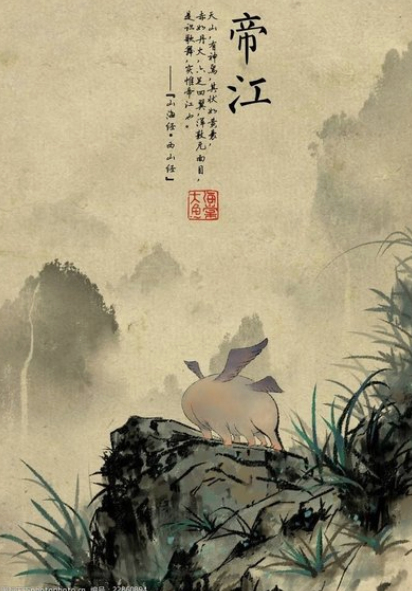 帝江
天山,有神鸟,其状如黄囊,
赤如丹火,六足四翼,浑敦无面目,
是识歌舞,实惟帝江也。
——『山海经·西山经』